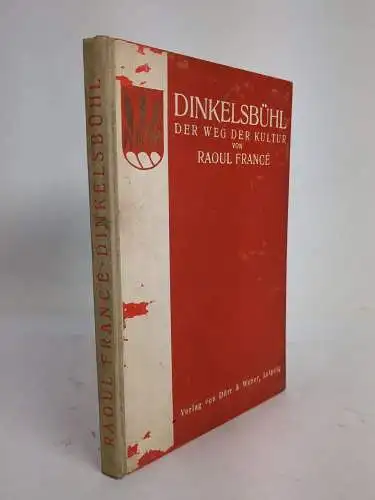 DINKELSBÜHL
DER WEG DER KULTUR
VON
RAOUL FRANCÉ
Verlag von Dürr & Weber, Leipzig
RAOUL FRANCÉ · DINKELSBÜHL